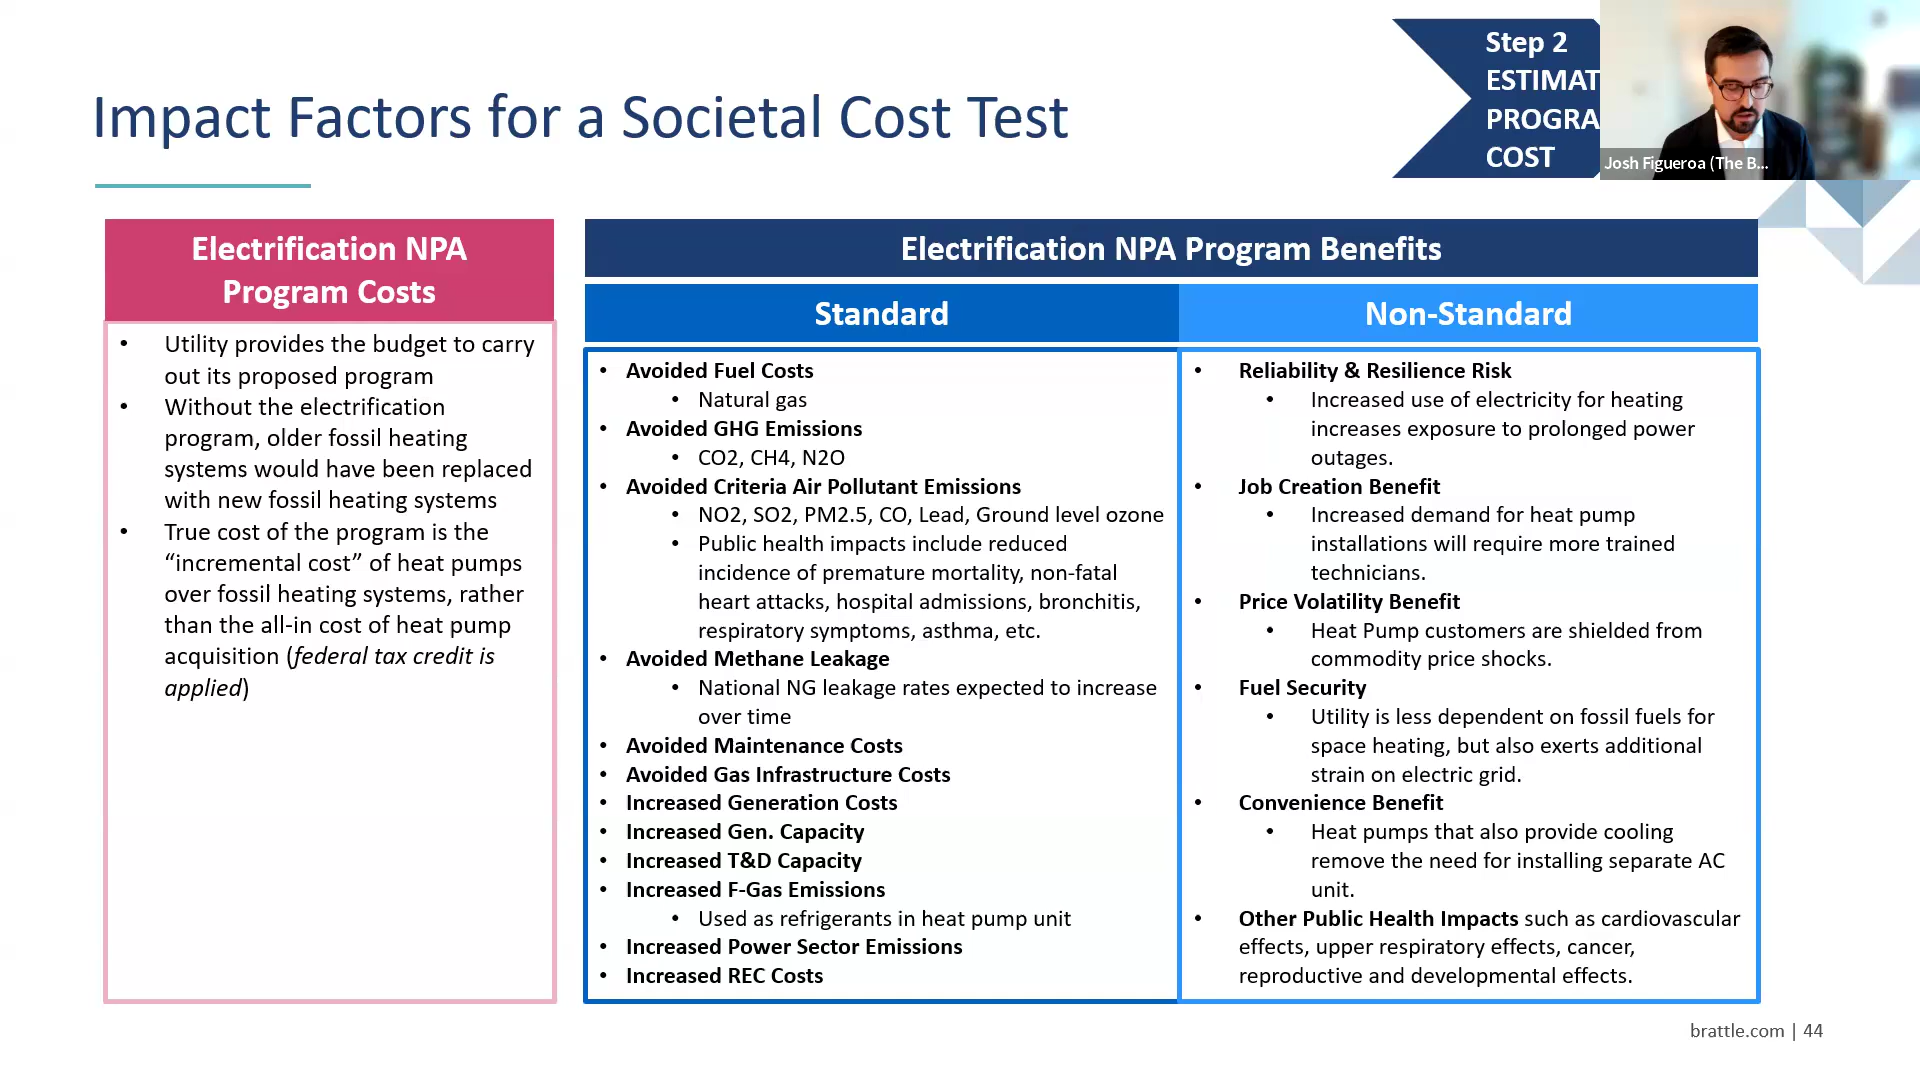 Step 2
ESTIMAT
PROGRA
COST
Josh Figueroa (The B...
Impact Factors for a Societal Cost Test
Electrification NPA
Program Costs
• Utility provides the budget to carry
out its proposed program
• Without the electrification
program, older fossil heating
systems would have been replaced
with new fossil heating systems
• True cost of the program is the
“incremental cost” of heat pumps
over fossil heating systems, rather
than the all-in cost of heat pump
acquisition (federal tax credit is
applied)
Electrification NPA Program Benefits
Standard
• Avoided Fuel Costs
• Natural gas
• Avoided GHG Emissions
• CO2, CH4, N2O
• Avoided Criteria Air Pollutant Emissions
• NO2, SO2, PM2.5, CO, Lead, Ground level ozone
• Public health impacts include reduced
incidence of premature mortality, non-fatal
heart attacks, hospital admissions, bronchitis,
respiratory symptoms, asthma, etc.
• Avoided Methane Leakage
• National NG leakage rates expected to increase
over time
• Avoided Maintenance Costs
• Avoided Gas Infrastructure Costs
• Increased Generation Costs
• Increased Gen. Capacity
• Increased T&D Capacity
• Increased F-Gas Emissions
• Used as refrigerants in heat pump unit
• Increased Power Sector Emissions
• Increased REC Costs
Non-Standard
• Reliability & Resilience Risk
• Increased use of electricity for heating
increases exposure to prolonged power
outages.
• Job Creation Benefit
• Increased demand for heat pump
installations will require more trained
technicians.
• Price Volatility Benefit
• Heat Pump customers are shielded from
commodity price shocks.
• Fuel Security
• Utility is less dependent on fossil fuels for
space heating, but also exerts additional
strain on electric grid.
• Convenience Benefit
• Heat pumps that also provide cooling
remove the need for installing separate AC
unit.
• Other Public Health Impacts such as cardiovascular
effects, upper respiratory effects, cancer,
reproductive and developmental effects.
brattle.com | 44